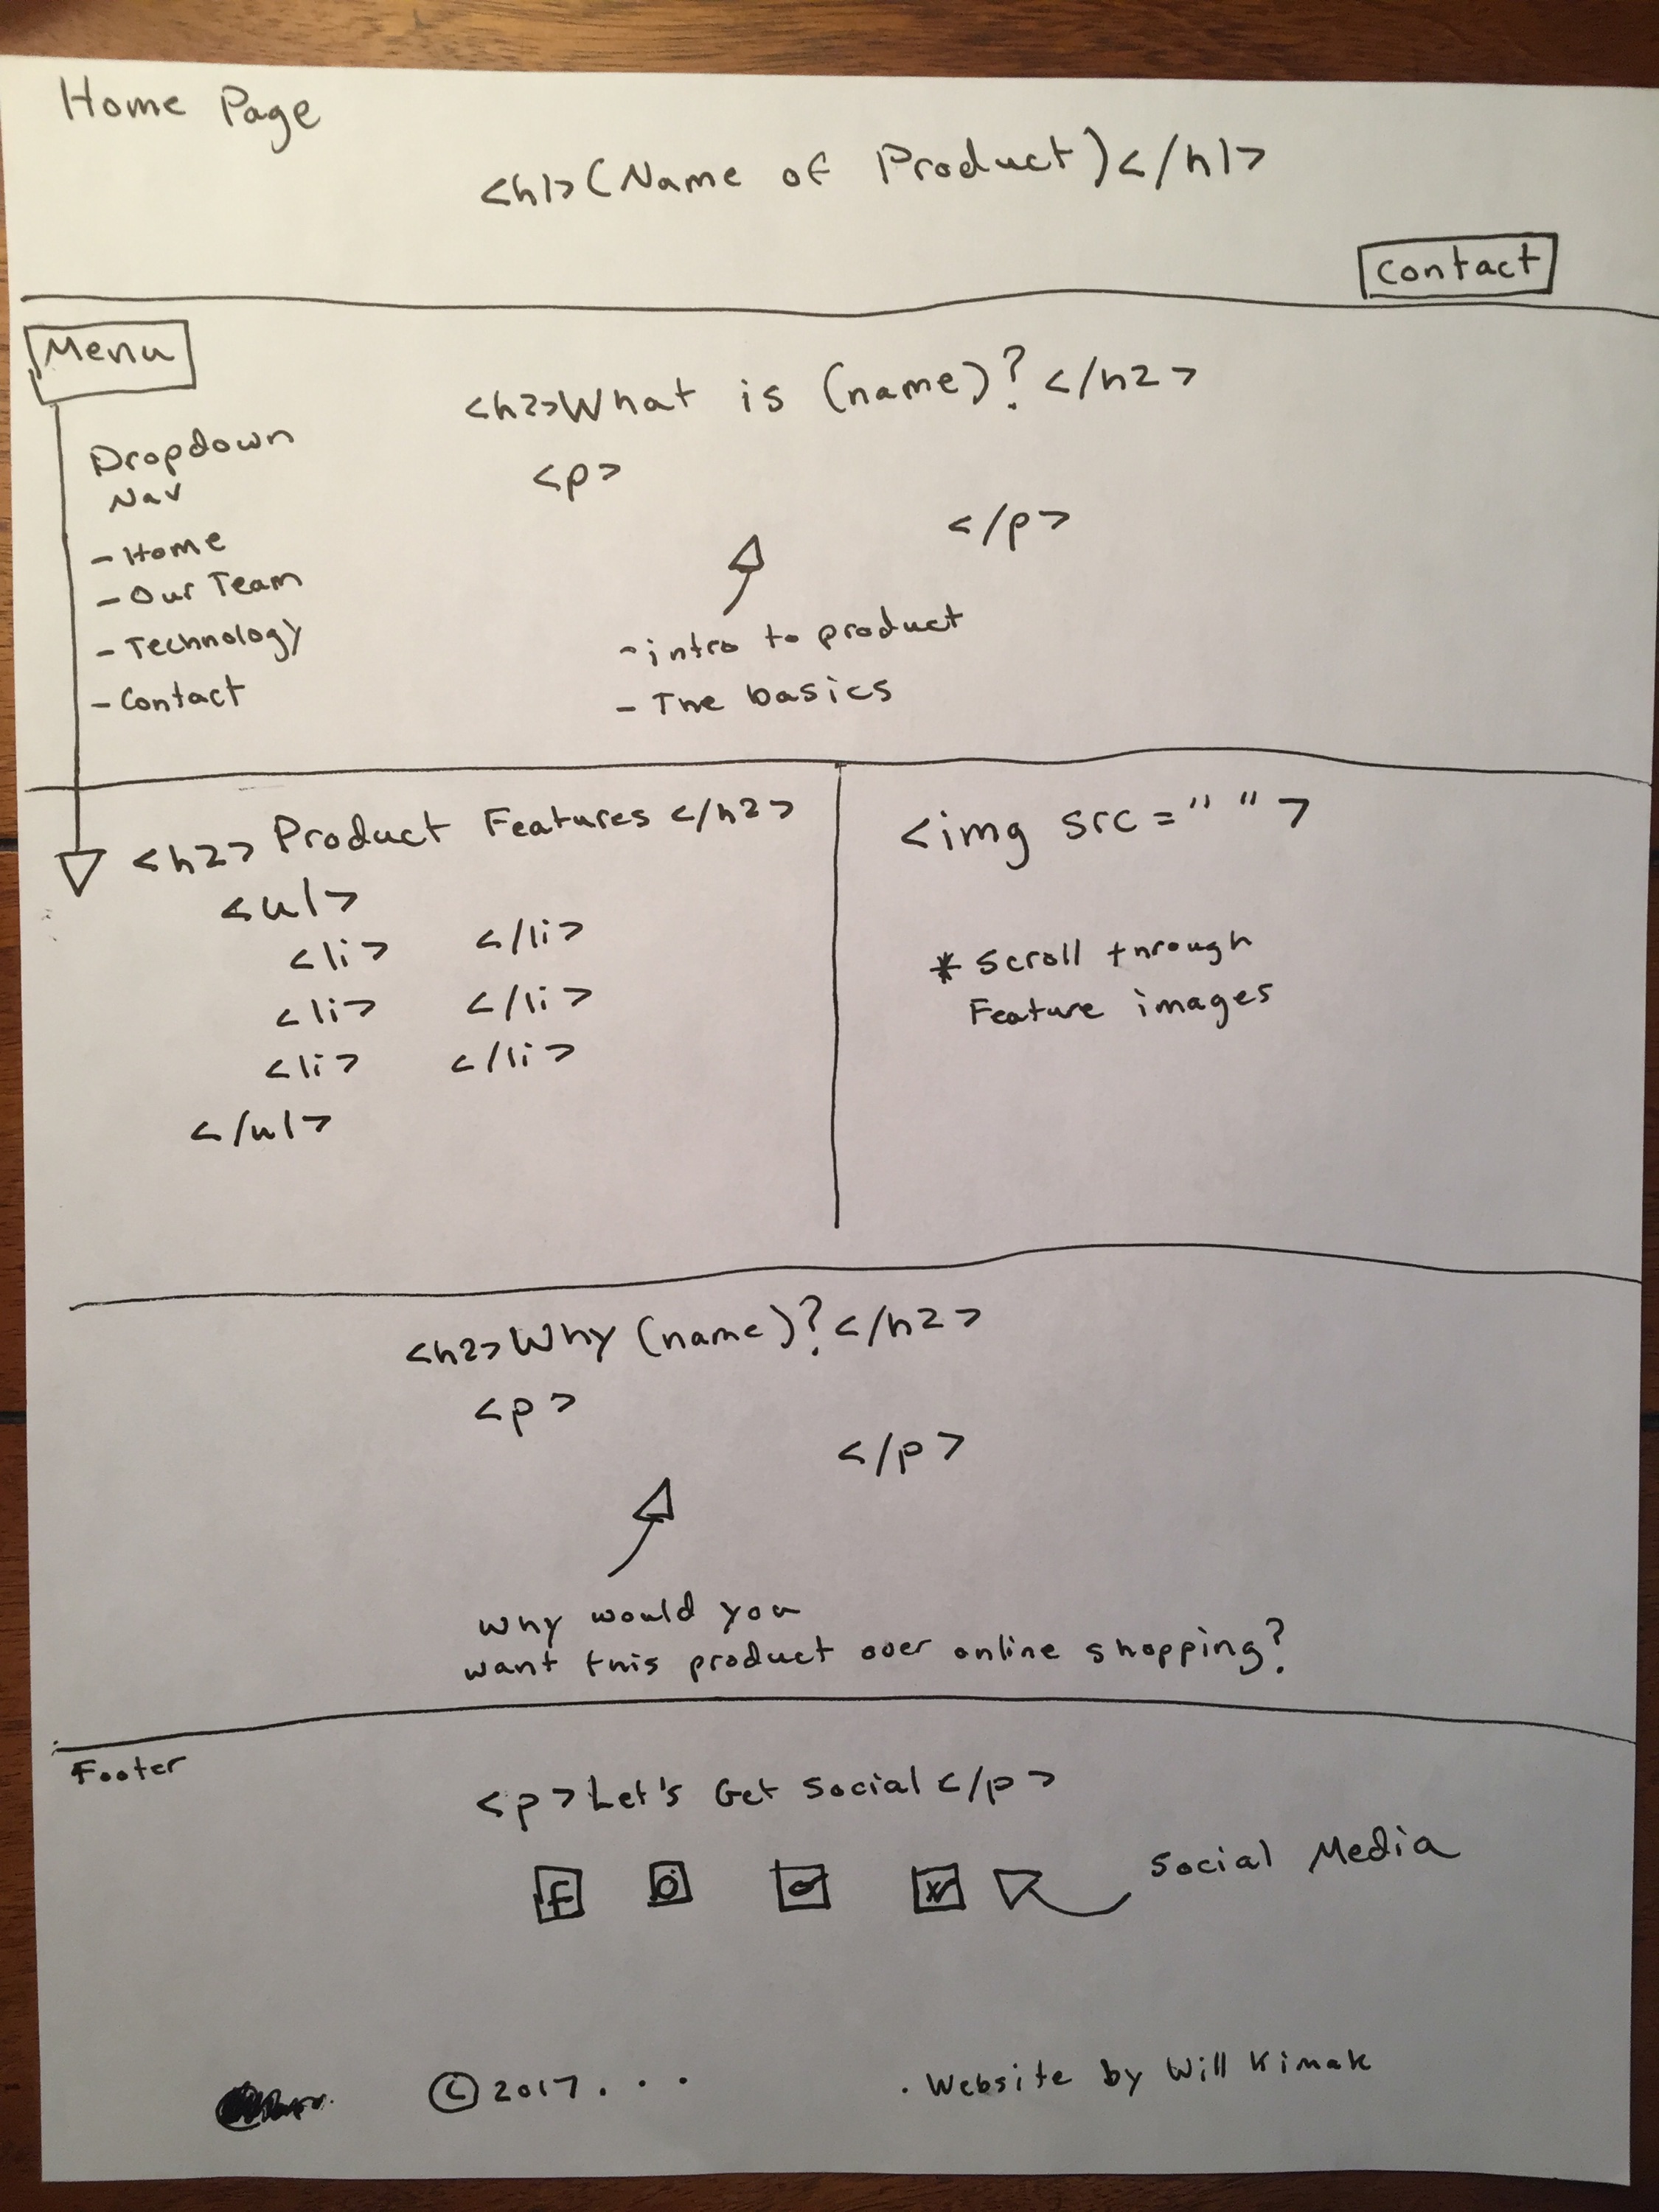 Home Page
<h1>(Name of Product)</h1>
Contact
Menu
<h2>What is (name)?</h2>
<p>
</p>
Dropdown
Nav
- Home
- Our Team
- Technology
- Contact
- intro to product
- The basics
<h2> Product Features </h2>
<ul>
<li> </li>
<li> </li>
<li> </li>
</ul>
<img src=" ">
* Scroll through
Feature images
<h2>Why (name)?</h2>
<p>
</p>
why would you
want this product over online shopping?
Footer
<p>Let's Get Social</p>
f
Social Media
©2017...
. Website by Will Kimak